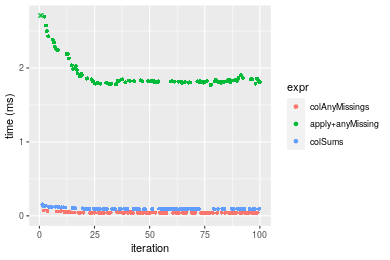 2
1
0
time (ms)
0
25
50
75
100
iteration
expr
colAnyMissings
apply+anyMissing
colSums